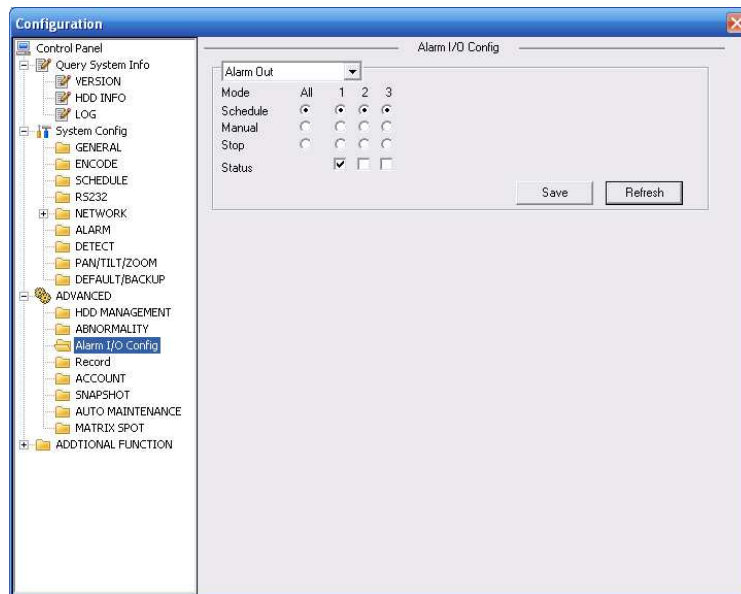 Configuration
Control Panel
Query System Info
VERSION
HDD INFO
LOG
System Config
GENERAL
ENCODE
SCHEDULE
RS232
NETWORK
ALARM
DETECT
PAN/TILT/ZOOM
DEFAULT/BACKUP
ADVANCED
HDD MANAGEMENT
ABNORMALITY
Alarm I/O Config
Record
ACCOUNT
SNAPSHOT
AUTO MAINTENANCE
MATRIX SPOT
ADDTIONAL FUNCTION
Alarm I/O Config
Alarm Out
Mode All 1 2 3
Schedule
Manual
Stop
Status
Save Refresh